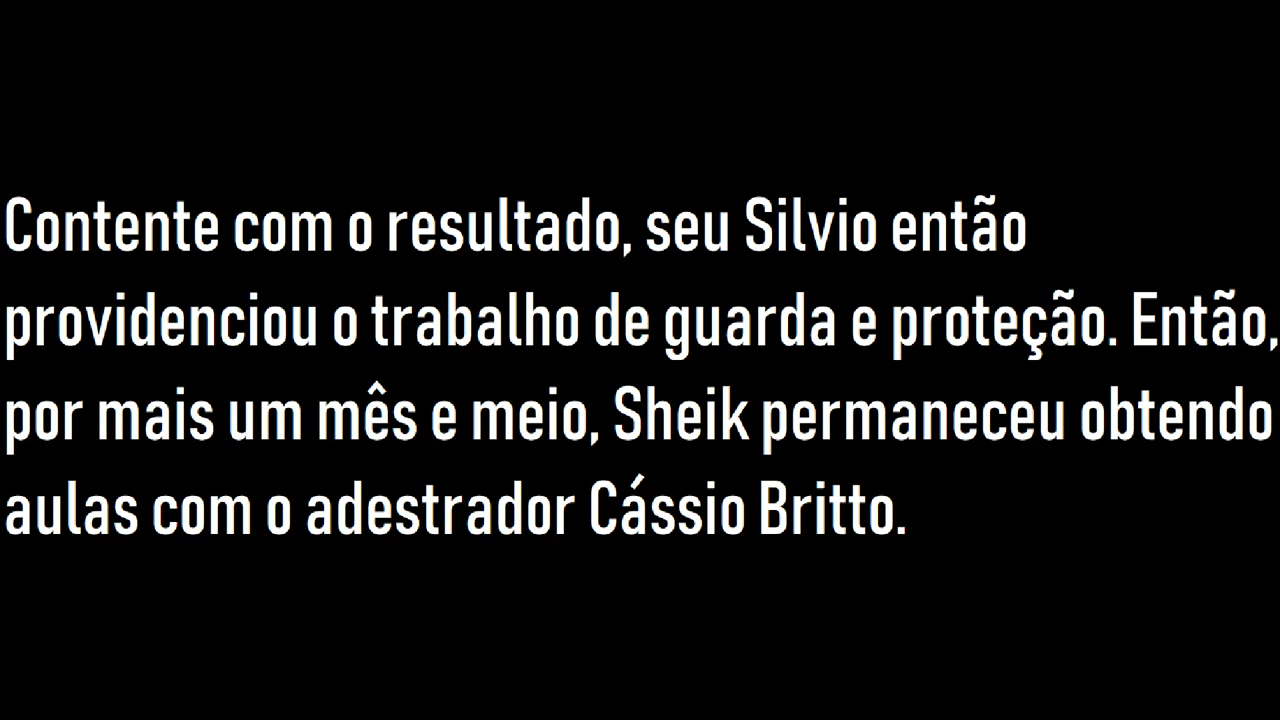 Contente com o resultado, seu Silvio então
providenciou o trabalho de guarda e proteção. Então,
por mais um mês e meio, Sheik permaneceu obtendo
aulas com o adestrador Cássio Britto.